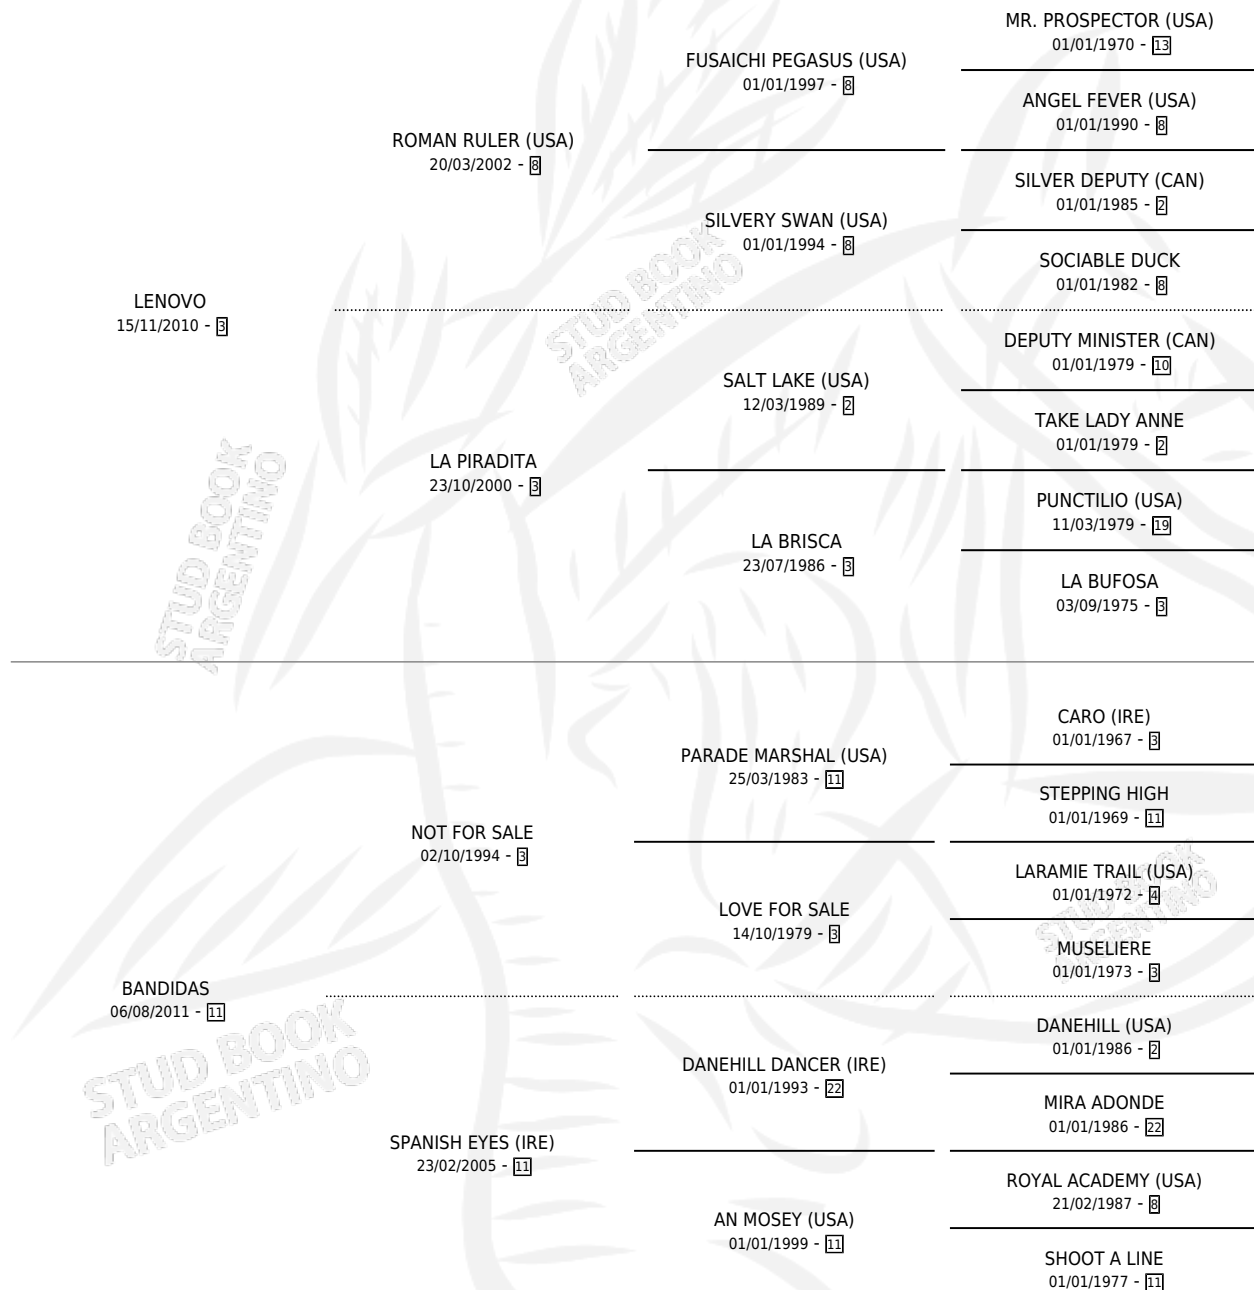 MR. PROSPECTOR (USA)
01/01/1970 - 13
FUSAICHI PEGASUS (USA)
01/01/1997 - 8
ANGEL FEVER (USA)
01/01/1990 - 8
ROMAN RULER (USA)
20/03/2002 - 8
SILVER DEPUTY (CAN)
01/01/1985 - 2
SILVERY SWAN (USA)
01/01/1994 - 8
SOCIABLE DUCK
01/01/1982 - 8
STUD BOOK
ARGENTINO
LENOVO
15/11/2010 - 3
DEPUTY MINISTER (CAN)
01/01/1979 - 10
SALT LAKE (USA)
12/03/1989 - 2
TAKE LADY ANNE
01/01/1979 - 2
LA PIRADITA
23/10/2000 - 3
PUNCTILIO (USA)
11/03/1979 - 19
LA BRISCA
23/07/1986 - 3
LA BUFOSA
03/09/1975 - 3
STUD BOOK
ARGENTINO
CARO (IRE)
01/01/1967 - 3
PARADE MARSHAL (USA)
25/03/1983 - 11
STEPPING HIGH
01/01/1969 - 11
NOT FOR SALE
02/10/1994 - 3
LARAMIE TRAIL (USA)
01/01/1972 - 4
LOVE FOR SALE
14/10/1979 - 3
MUSELIERE
01/01/1973 - 3
STUD BOOK
ARGENTINO
BANDIDAS
06/08/2011 - 11
DANEHILL (USA)
01/01/1986 - 2
DANEHILL DANCER (IRE)
01/01/1993 - 22
MIRA ADONDE
01/01/1986 - 22
STUD BOOK
ARGENTINO
SPANISH EYES (IRE)
23/02/2005 - 11
ROYAL ACADEMY (USA)
21/02/1987 - 8
AN MOSEY (USA)
01/01/1999 - 11
SHOOT A LINE
01/01/1977 - 11